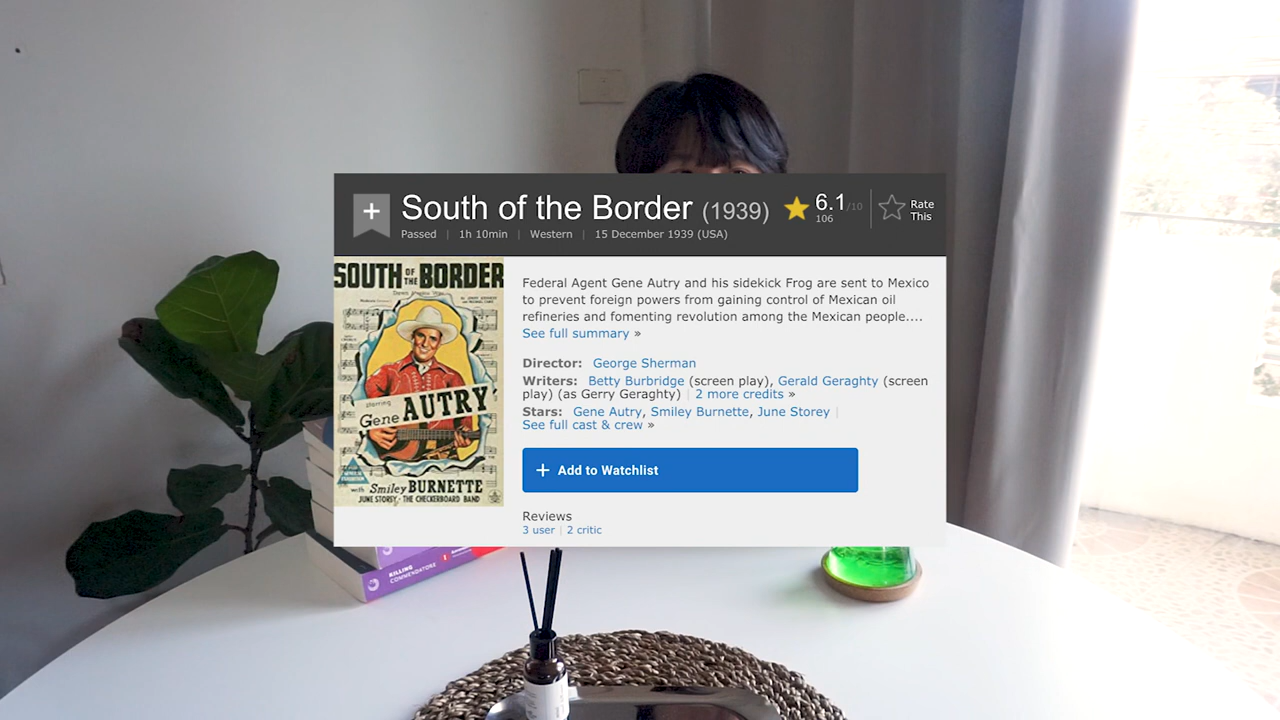 South of the Border (1939)
6.1/10
106
Rate
This
Passed | 1h 10min | Western | 15 December 1939 (USA)
SOUTH OF THE BORDER
starring
Gene AUTRY
with Smiley BURNETTE
JUNE STOREY · THE CHECKERBOARD BAND
Federal Agent Gene Autry and his sidekick Frog are sent to Mexico
to prevent foreign powers from gaining control of Mexican oil
refineries and fomenting revolution among the Mexican people....
See full summary »
Director: George Sherman
Writers: Betty Burbridge (screen play), Gerald Geraghty (screen
play) (as Gerry Geraghty) | 2 more credits »
Stars: Gene Autry, Smiley Burnette, June Storey |
See full cast & crew »
+ Add to Watchlist
Reviews
3 user | 2 critic
KILLING
COMMENDATORE